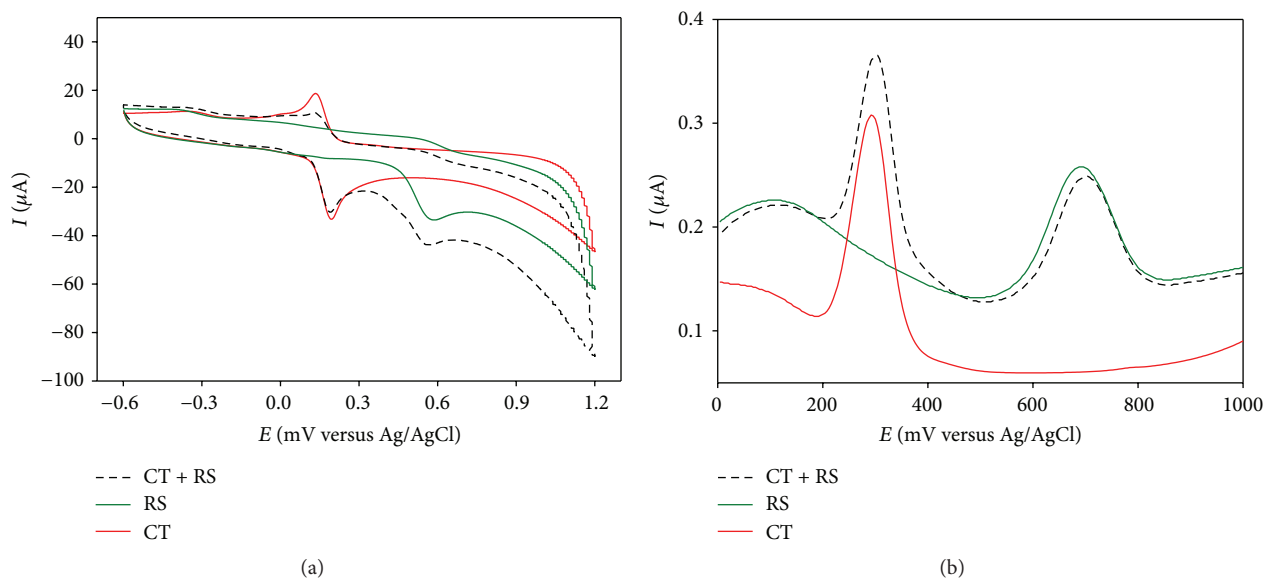 40
20
0
−20
−40
−60
−80
−100
I (μA)
−0.6 −0.3 0.0 0.3 0.6 0.9 1.2
E (mV versus Ag/AgCl)
CT + RS
RS
CT
(a)
0.4
0.3
0.2
0.1
I (μA)
0 200 400 600 800 1000
E (mV versus Ag/AgCl)
CT + RS
RS
CT
(b)